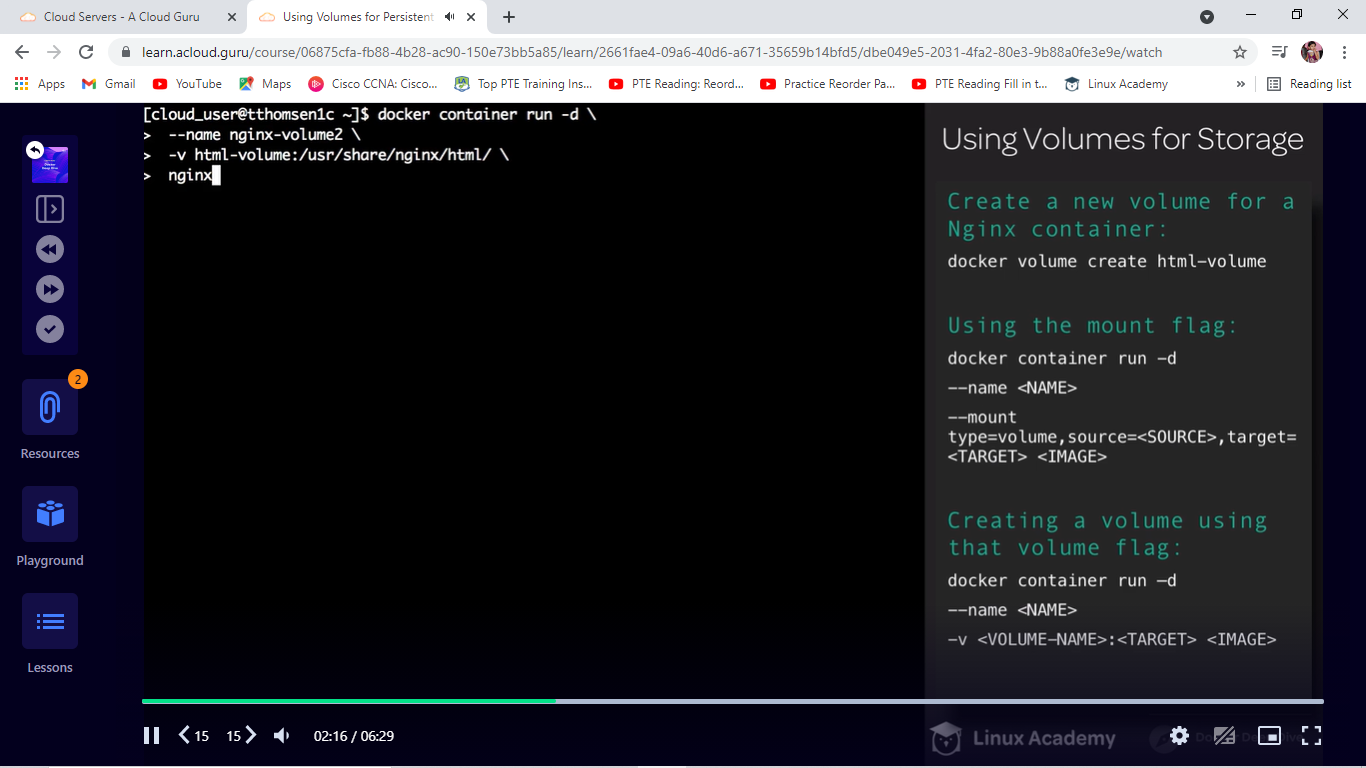 Cloud Servers - A Cloud Guru
Using Volumes for Persistent
learn.acloud.guru/course/06875cfa-fb88-4b28-ac90-150e73bb5a85/learn/2661fae4-09a6-40d6-a671-35659b14bfd5/dbe049e5-2031-4fa2-80e3-9b88a0fe3e9e/watch
Apps Gmail YouTube Maps Cisco CCNA: Cisco... Top PTE Training Ins... PTE Reading: Reord... Practice Reorder Pa... PTE Reading Fill in t... Linux Academy » Reading list
[cloud_user@tthomsen1c ~]$ docker container run -d \
> --name nginx-volume2 \
> -v html-volume:/usr/share/nginx/html/ \
> nginx
2
Resources
Playground
Lessons
Using Volumes for Storage
Create a new volume for a
Nginx container:
docker volume create html-volume
Using the mount flag:
docker container run -d
--name <NAME>
--mount
type=volume,source=<SOURCE>,target=
<TARGET> <IMAGE>
Creating a volume using
that volume flag:
docker container run -d
--name <NAME>
-v <VOLUME-NAME>:<TARGET> <IMAGE>
15 15 02:16 / 06:29
Linux Academy